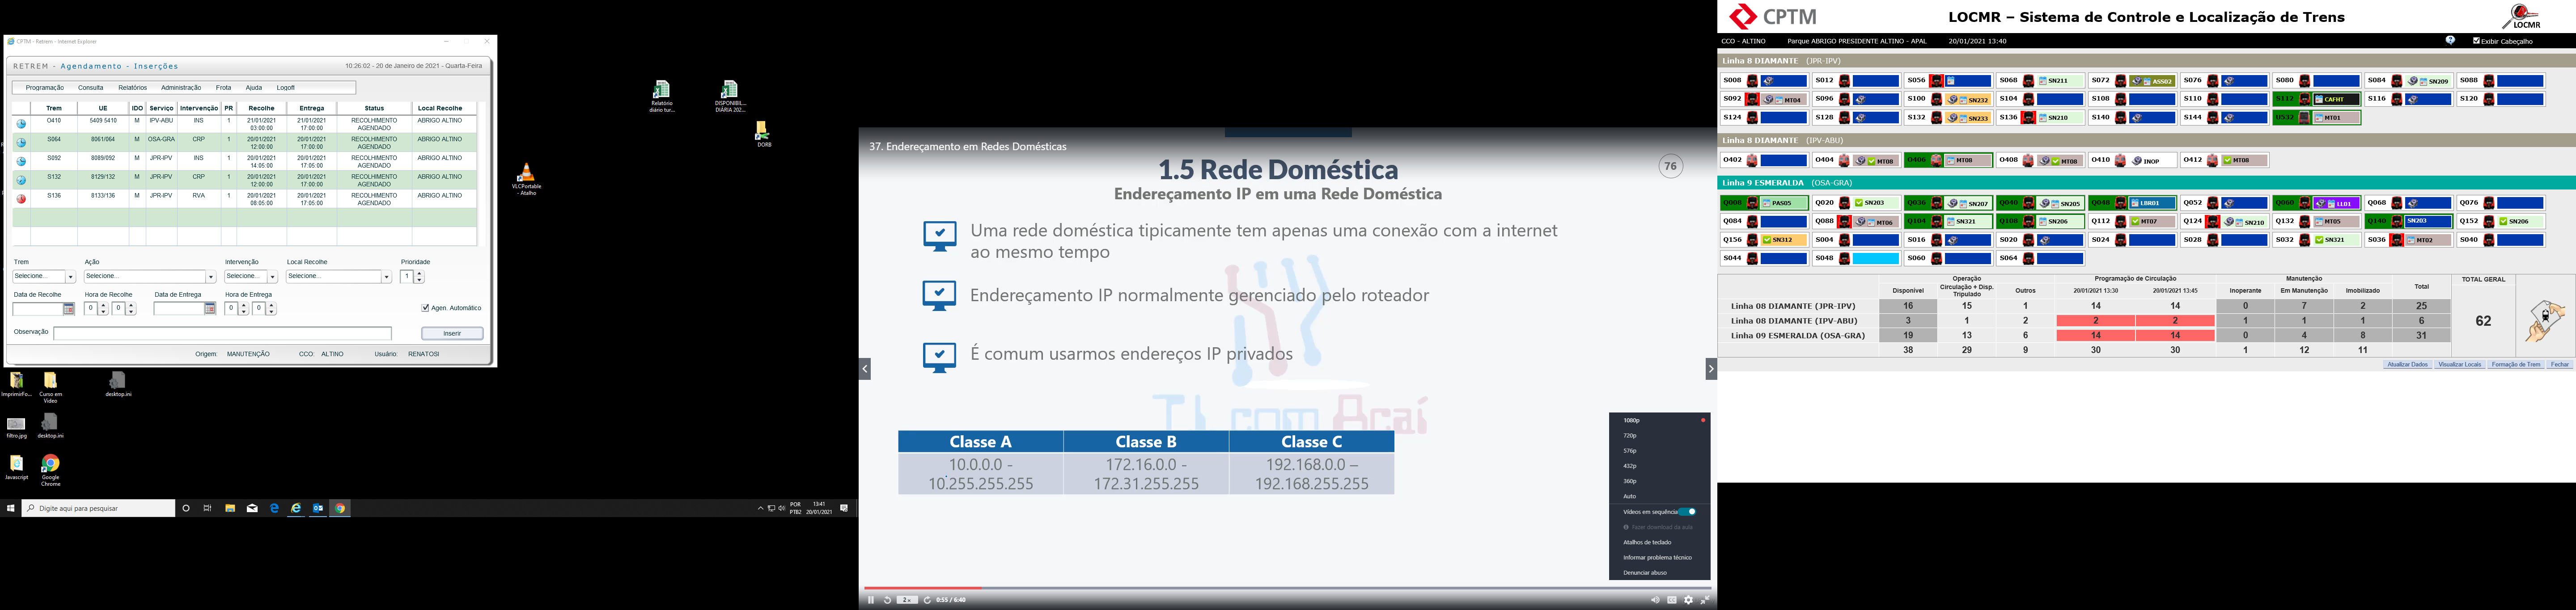 CPTM - Retrem - Internet Explorer
RETREM - Agendamento - Inserções
10:26:02 - 20 de Janeiro de 2021 - Quarta-Feira
Programação Consulta Relatórios Administração Frota Ajuda Logoff
Trem UE IDO Serviço Intervenção PR Recolhe Entrega Status Local Recolhe
O410 5409 5410 M IPV-ABU INS 1 21/01/2021 03:00:00 21/01/2021 17:00:00 RECOLHIMENTO AGENDADO ABRIGO ALTINO
S064 8061/064 M OSA-GRA CRP 1 20/01/2021 12:00:00 20/01/2021 17:00:00 RECOLHIMENTO AGENDADO ABRIGO ALTINO
S092 8089/092 M JPR-IPV INS 1 20/01/2021 14:05:00 20/01/2021 17:05:00 RECOLHIMENTO AGENDADO ABRIGO ALTINO
S132 8129/132 M JPR-IPV CRP 1 20/01/2021 12:00:00 20/01/2021 17:00:00 RECOLHIMENTO AGENDADO ABRIGO ALTINO
S136 8133/136 M JPR-IPV RVA 1 20/01/2021 08:05:00 20/01/2021 17:05:00 RECOLHIMENTO AGENDADO ABRIGO ALTINO
Trem Ação Intervenção Local Recolhe Prioridade
Selecione... Selecione... Selecione... Selecione... 1
Data de Recolhe Hora de Recolhe Data de Entrega Hora de Entrega
0 0 0 0 Agen. Automático
Observação Inserir
Origem: MANUTENÇÃO CCO: ALTINO Usuário: RENATOSI
Relatório diário tur...
DISPONIBIL... DIÁRIA 202...
DORB
VLCPortable - Atalho
ImprimirFo...
Curso em Video
desktop.ini
filtro.jpg
desktop.ini
Javascript
Google Chrome
Digite aqui para pesquisar
POR PTB2
13:41
20/01/2021
37. Endereçamento em Redes Domésticas
1.5 Rede Doméstica
76
Endereçamento IP em uma Rede Doméstica
Uma rede doméstica tipicamente tem apenas uma conexão com a internet
ao mesmo tempo
Endereçamento IP normalmente gerenciado pelo roteador
É comum usarmos endereços IP privados
TI com Açaí
Classe A Classe B Classe C
10.0.0.0 - 172.16.0.0 - 192.168.0.0 –
10.255.255.255 172.31.255.255 192.168.255.255
1080p
720p
576p
432p
360p
Auto
Vídeos em sequência
Fazer download da aula
Atalhos de teclado
Informar problema técnico
Denunciar abuso
0:55 / 6:40
CPTM
LOCMR – Sistema de Controle e Localização de Trens
LOCMR
CCO - ALTINO Parque ABRIGO PRESIDENTE ALTINO - APAL 20/01/2021 13:40
Exibir Cabeçalho
Linha 8 DIAMANTE (JPR-IPV)
S008 S012 S056 S068 SN211 S072 ASS02 S076 S080 S084 SN209 S088
S092 MT04 S096 S100 SN232 S104 S108 S110 S112 CAFHT S116 S120
S124 S128 S132 SN233 S136 SN210 S140 S144 U532 MT01
Linha 8 DIAMANTE (IPV-ABU)
O402 O404 MT08 O406 MT08 O408 MT08 O410 INOP O412 MT08
Linha 9 ESMERALDA (OSA-GRA)
Q008 PAS05 Q020 SN203 Q036 SN207 Q040 SN205 Q048 LBR01 Q052 Q060 LL01 Q068 Q076
Q084 Q088 MT06 Q104 SN321 Q108 SN206 Q112 MT07 Q124 SN210 Q132 MT05 Q140 SN203 Q152 SN206
Q156 SN312 S004 S016 S020 S024 S028 S032 SN321 S036 MT02 S040
S044 S048 S060 S064
Operação Programação de Circulação Manutenção TOTAL GERAL
Disponível Circulação + Disp. Tripulado Outros 20/01/2021 13:30 20/01/2021 13:45 Inoperante Em Manutenção Imobilizado Total
Linha 08 DIAMANTE (JPR-IPV) 16 15 1 14 14 0 7 2 25
Linha 08 DIAMANTE (IPV-ABU) 3 1 2 2 2 1 1 1 6
62
Linha 09 ESMERALDA (OSA-GRA) 19 13 6 14 14 0 4 8 31
38 29 9 30 30 1 12 11
Atualizar Dados Visualizar Locais Formação de Trem Fechar